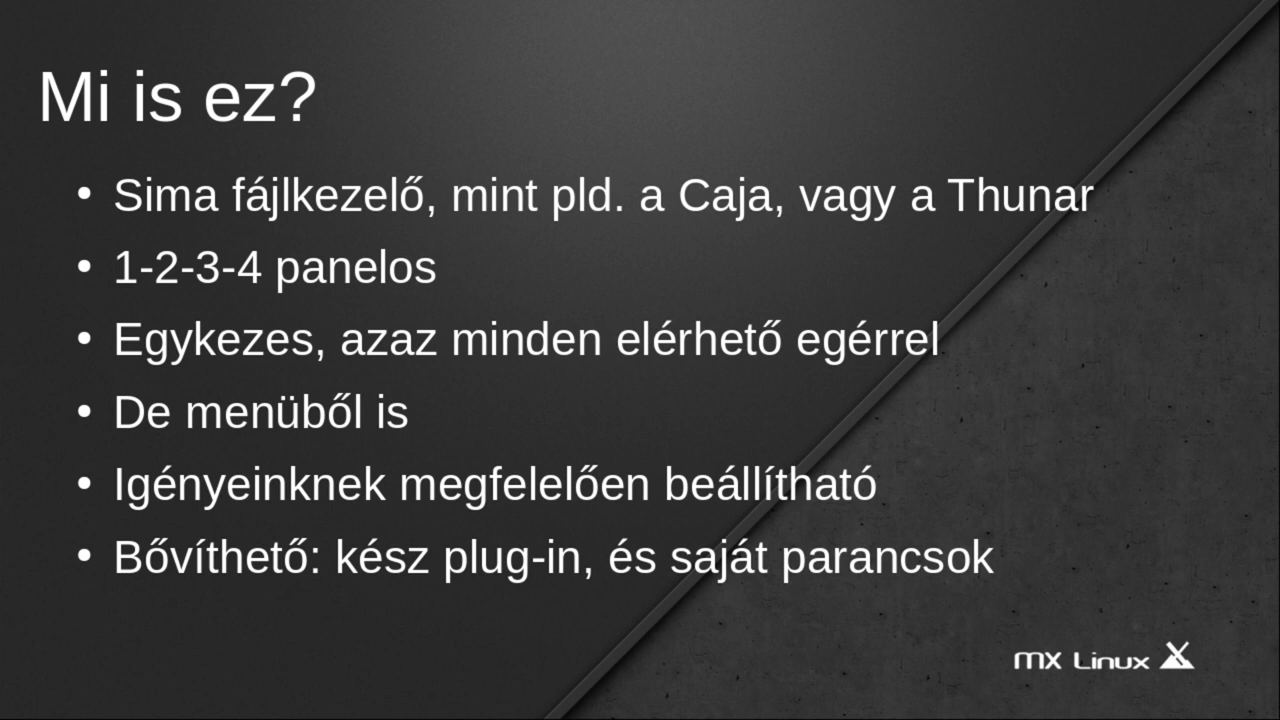 Mi is ez?
• Sima fájlkezelő, mint pld. a Caja, vagy a Thunar
• 1-2-3-4 panelos
• Egykezes, azaz minden elérhető egérrel
• De menüből is
• Igényeinknek megfelelően beállítható
• Bővíthető: kész plug-in, és saját parancsok
MX Linux